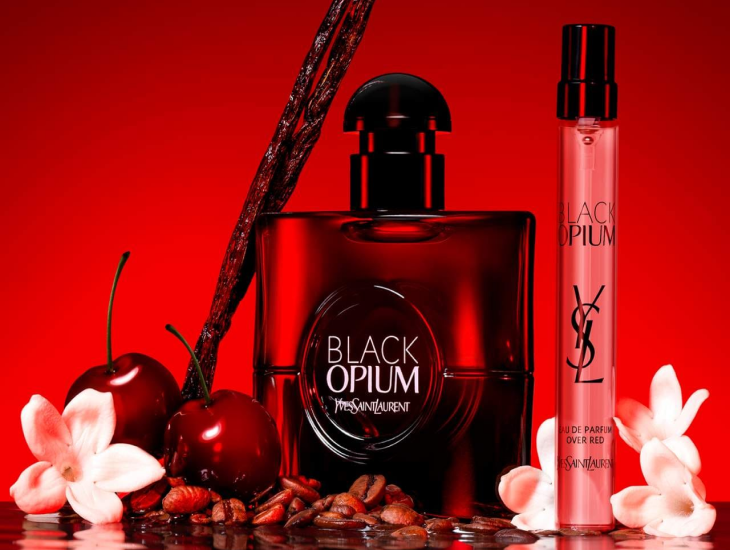 BLACK
OPIUM
YVESSAINTLAURENT
BLACK
OPIUM
YSL
EAU DE PARFUM
OVER RED
YVESSAINTLAURENT